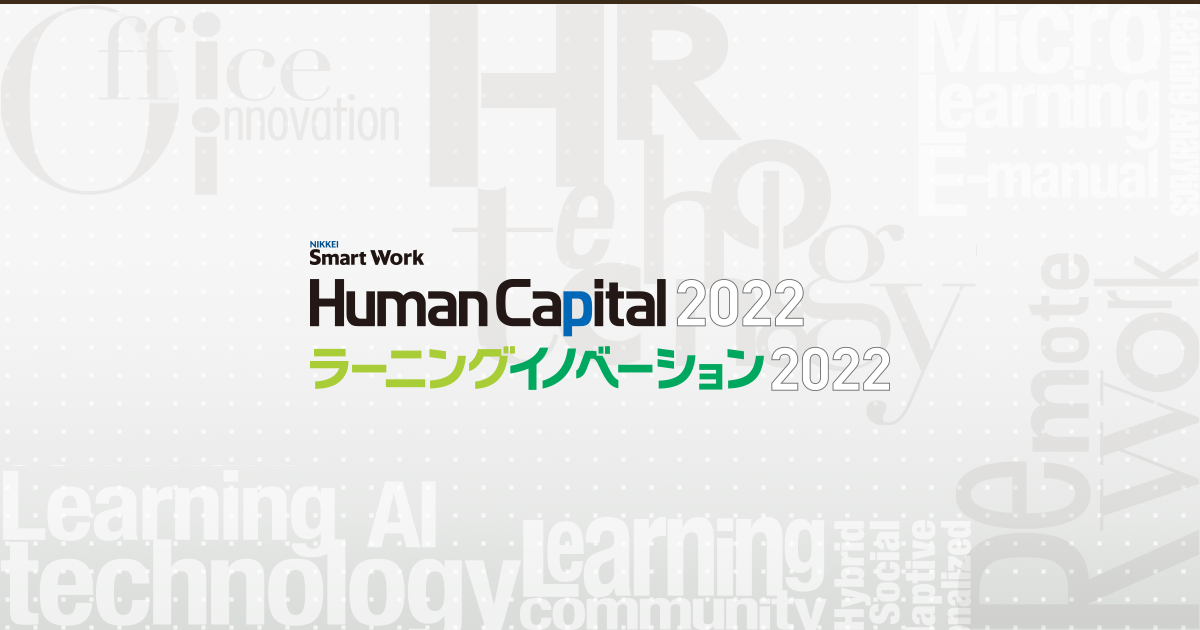 Office
innovation
HR
technology
Micro
learning
E-manual
NIKKEI
Smart Work
Human Capital 2022
ラーニングイノベーション2022
Remote
Work
Learning AI
technology
Learning
community
Hybrid
Social